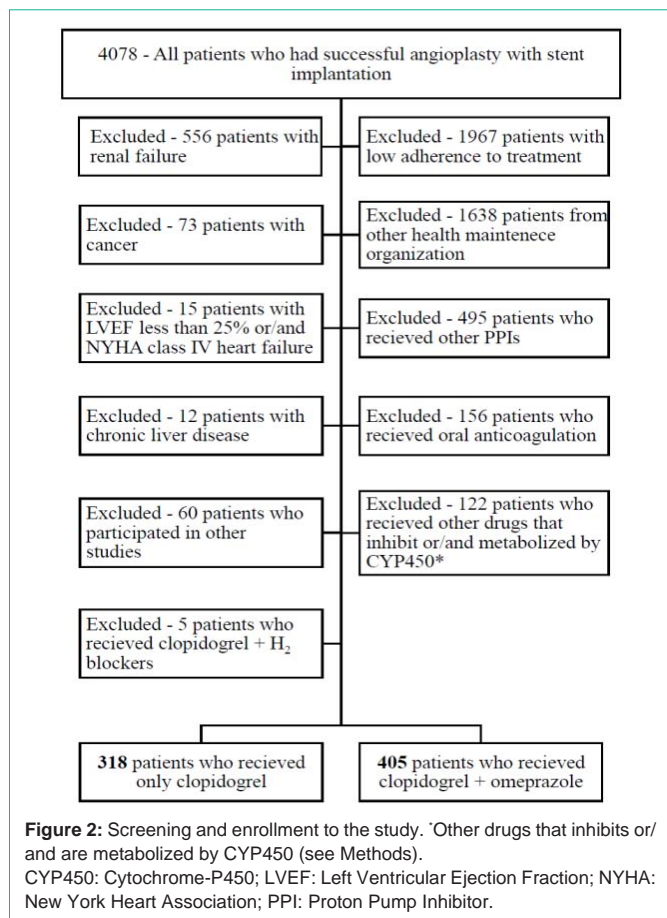 4078 - All patients who had successful angioplasty with stent
implantation
Excluded - 556 patients with
renal failure
Excluded - 1967 patients with
low adherence to treatment
Excluded - 73 patients with
cancer
Excluded - 1638 patients from
other health maintenece
organization
Excluded - 15 patients with
LVEF less than 25% or/and
NYHA class IV heart failure
Excluded - 495 patients who
recieved other PPIs
Excluded - 12 patients with
chronic liver disease
Excluded - 156 patients who
recieved oral anticoagulation
Excluded - 60 patients who
participated in other
studies
Excluded - 122 patients who
recieved other drugs that
inhibit or/and metabolized by
CYP450*
Excluded - 5 patients who
recieved clopidogrel + H₂
blockers
318 patients who recieved
only clopidogrel
405 patients who recieved
clopidogrel + omeprazole
Figure 2: Screening and enrollment to the study. *Other drugs that inhibits or/
and are metabolized by CYP450 (see Methods).
CYP450: Cytochrome-P450; LVEF: Left Ventricular Ejection Fraction; NYHA:
New York Heart Association; PPI: Proton Pump Inhibitor.